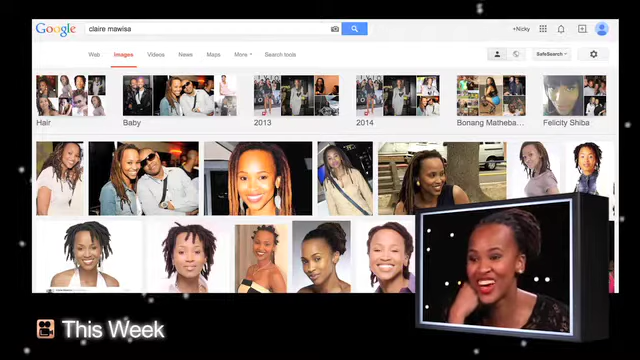 Google claire mawisa +Nicky
Web Images Videos News Maps More Search tools SafeSearch
Hair Baby 2013 2014 Bonang Matheba... Felicity Shiba
This Week